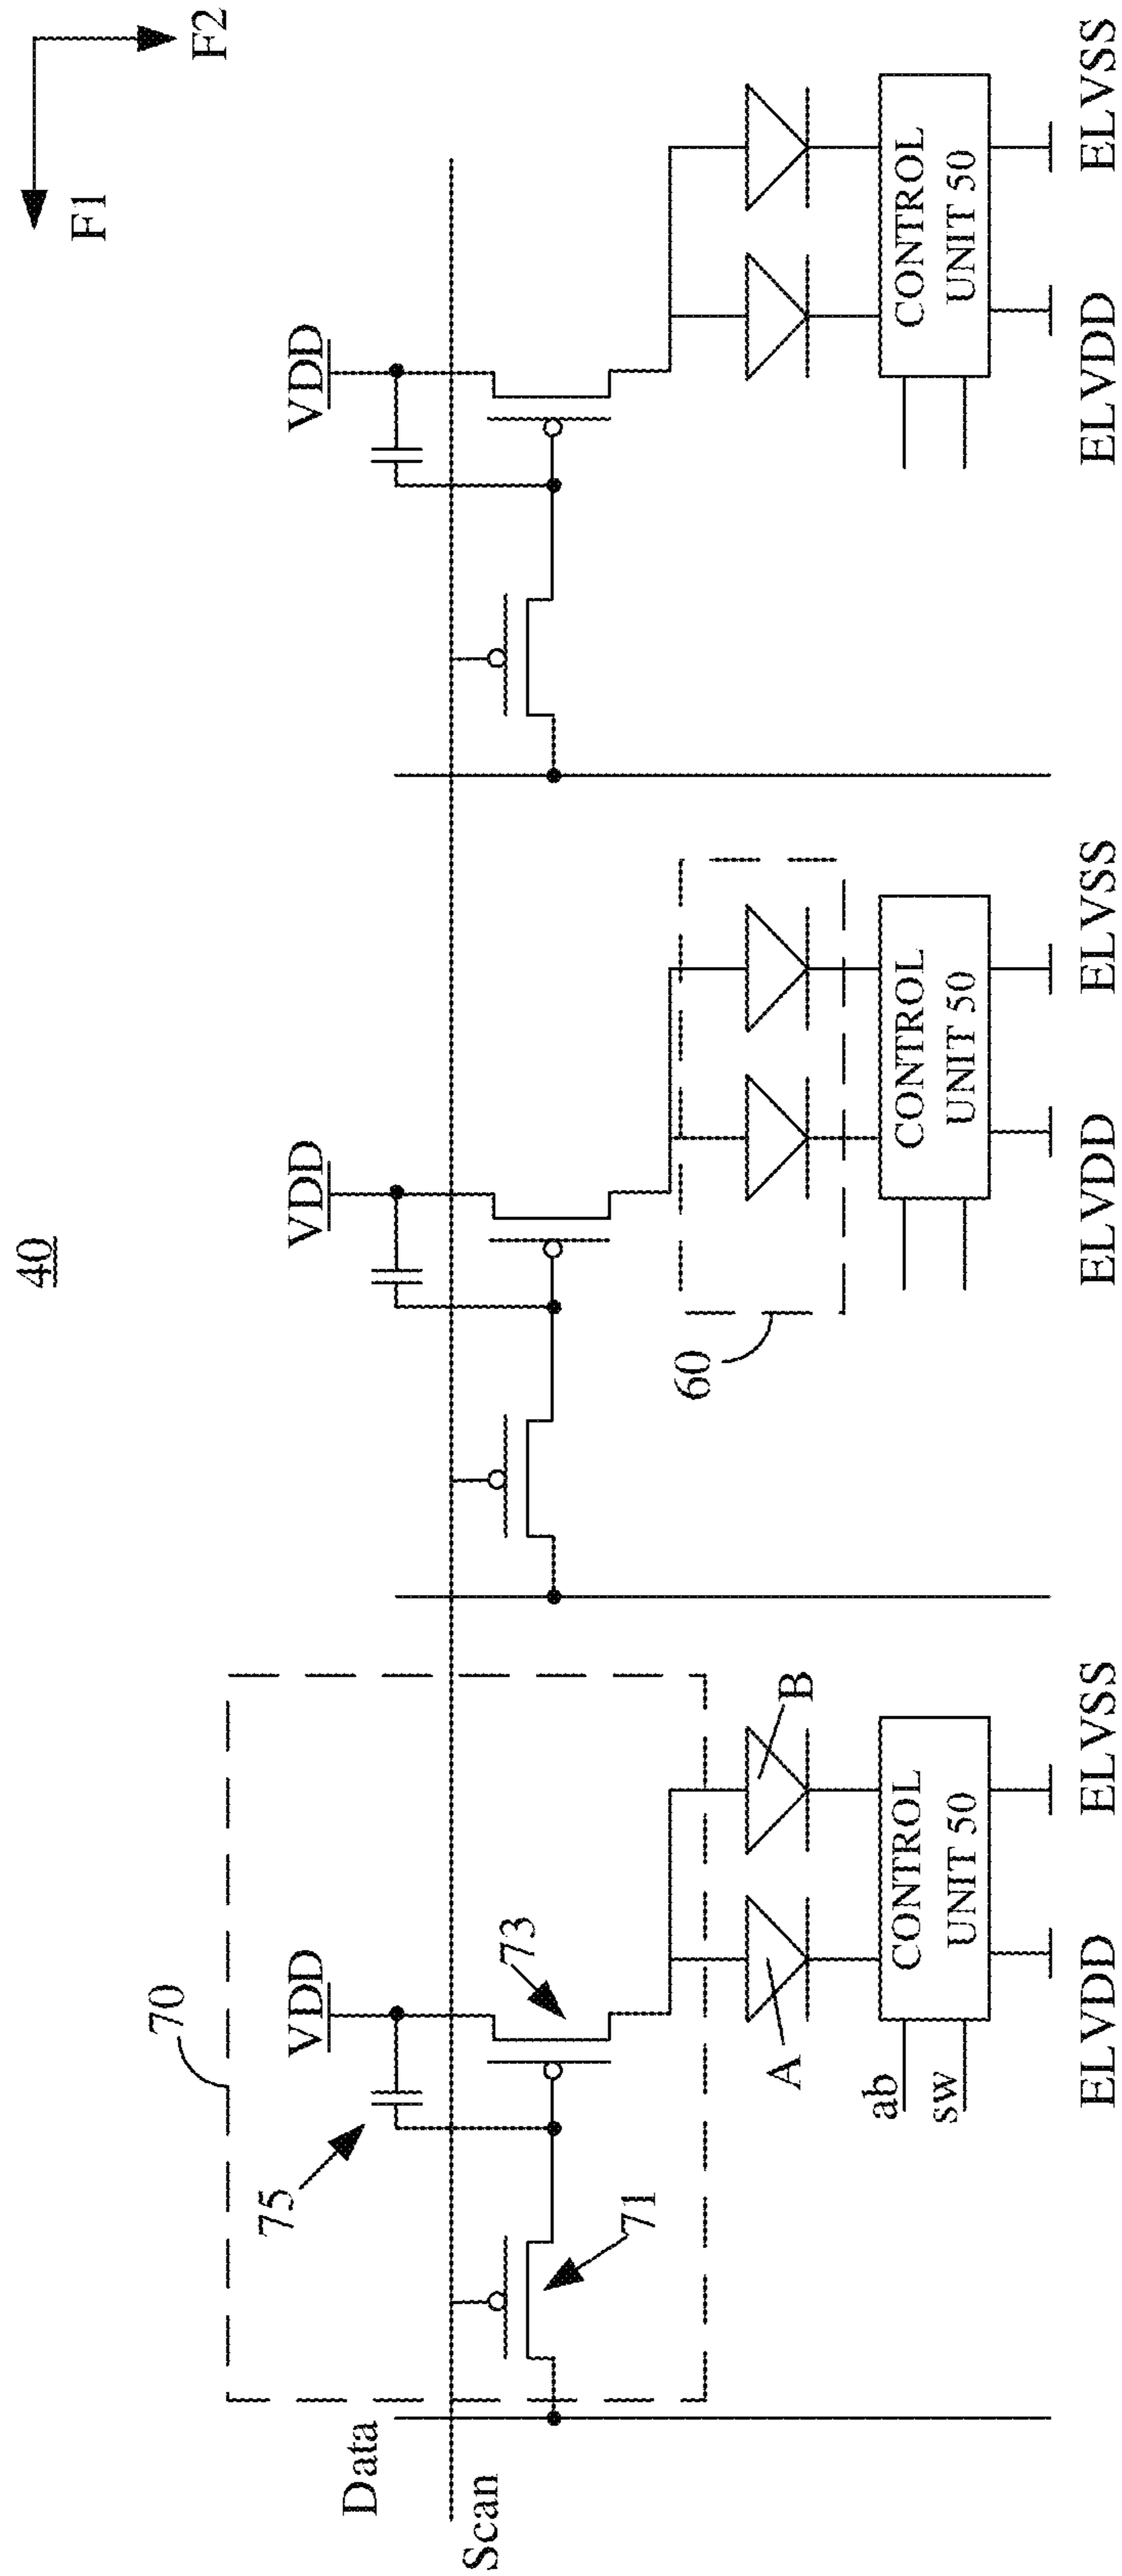 40
F1
F2
70
VDD
VDD
VDD
75
Data
Scan
73
71
60
A
B
ab
sw
CONTROL
UNIT 50
CONTROL
UNIT 50
CONTROL
UNIT 50
ELVDD
ELVSS
ELVDD
ELVSS
ELVDD
ELVSS